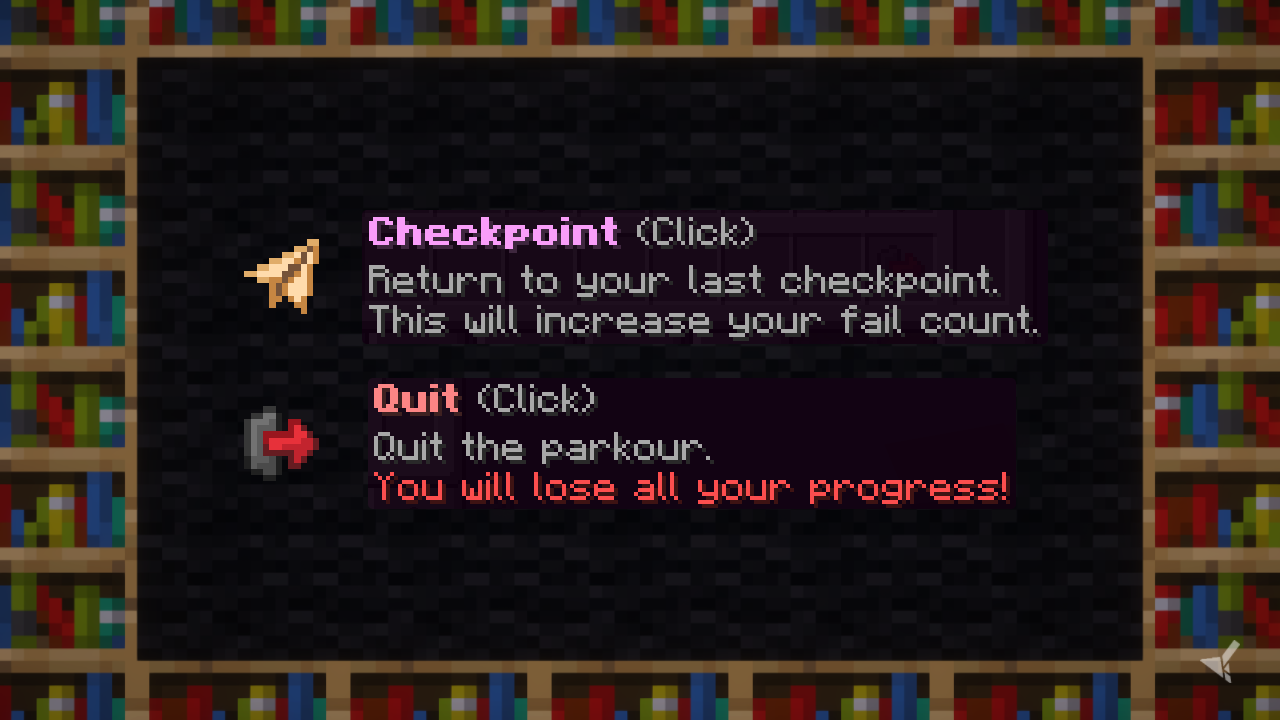 Checkpoint (Click)
Return to your last checkpoint.
This will increase your fail count.
Quit (Click)
Quit the parkour.
You will lose all your progress!